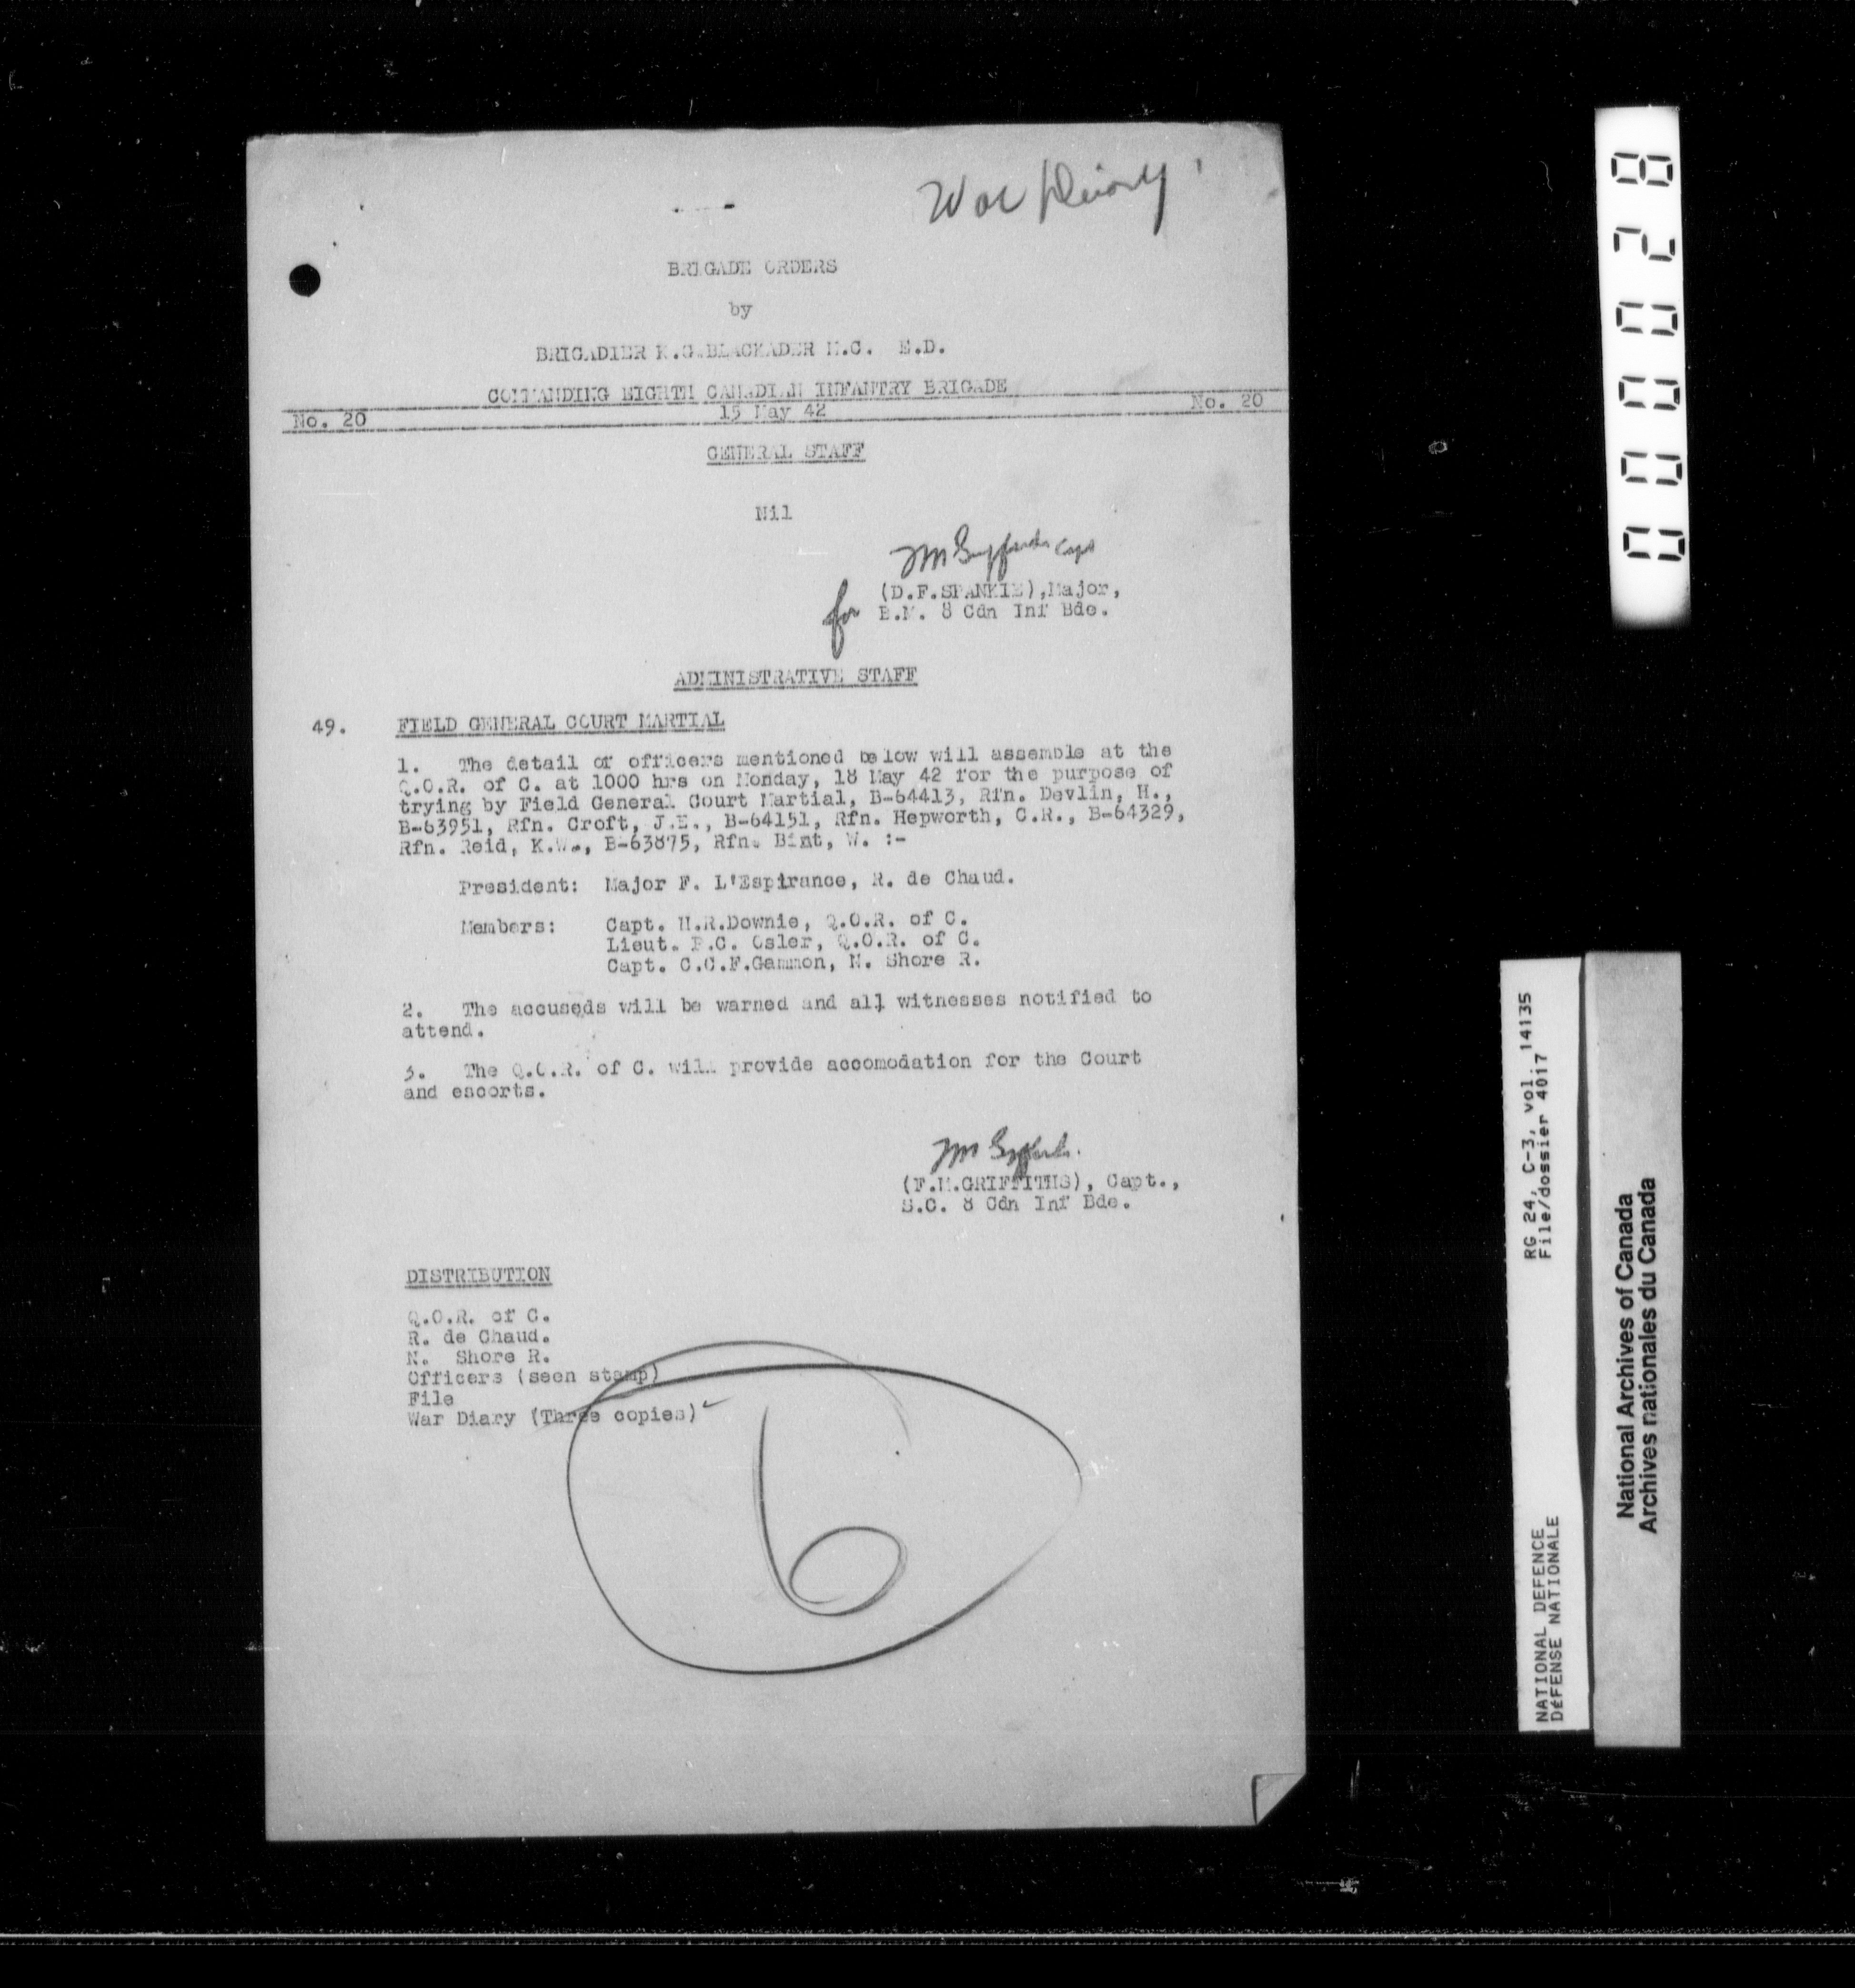 War Diary
BRIGADE ORDERS
by
BRIGADIER K.G.BLACKADER M.C. E.D.
COMMANDING EIGHTH CANADIAN INFANTRY BRIGADE
No. 20 15 May 42 No. 20
GENERAL STAFF
Nil
Capt
(D.F.SPANKIE),Major,
for B.M. 8 Cdn Inf Bde.
ADMINISTRATIVE STAFF
49. FIELD GENERAL COURT MARTIAL
1. The detail of officers mentioned below will assemble at the
Q.O.R. of C. at 1000 hrs on Monday, 18 May 42 for the purpose of
trying by Field General Court Martial, B-64413, Rfn. Devlin, H.,
B-63951, Rfn. Croft, J.E., B-64151, Rfn. Hepworth, C.R., B-64329,
Rfn. Reid, K.W., B-63875, Rfn. Bint, W. :-
President: Major F. L'Espirance, R. de Chaud.
Members: Capt. H.R.Downie, Q.O.R. of C.
Lieut. P.C. Osler, Q.O.R. of C.
Capt. C.C.F.Gammon, N. Shore R.
2. The accuseds will be warned and all witnesses notified to
attend.
3. The Q.O.R. of C. will provide accomodation for the Court
and escorts.
(F.M.GRIFFITHS), Capt.,
S.C. 8 Cdn Inf Bde.
DISTRIBUTION
Q.O.R. of C.
R. de Chaud.
N. Shore R.
Officers (seen stamp)
File
War Diary (Three copies)
6
000028
NATIONAL DEFENCE RG 24, C-3, vol. 14135
DÉFENSE NATIONALE File/dossier 4017
National Archives of Canada
Archives nationales du Canada